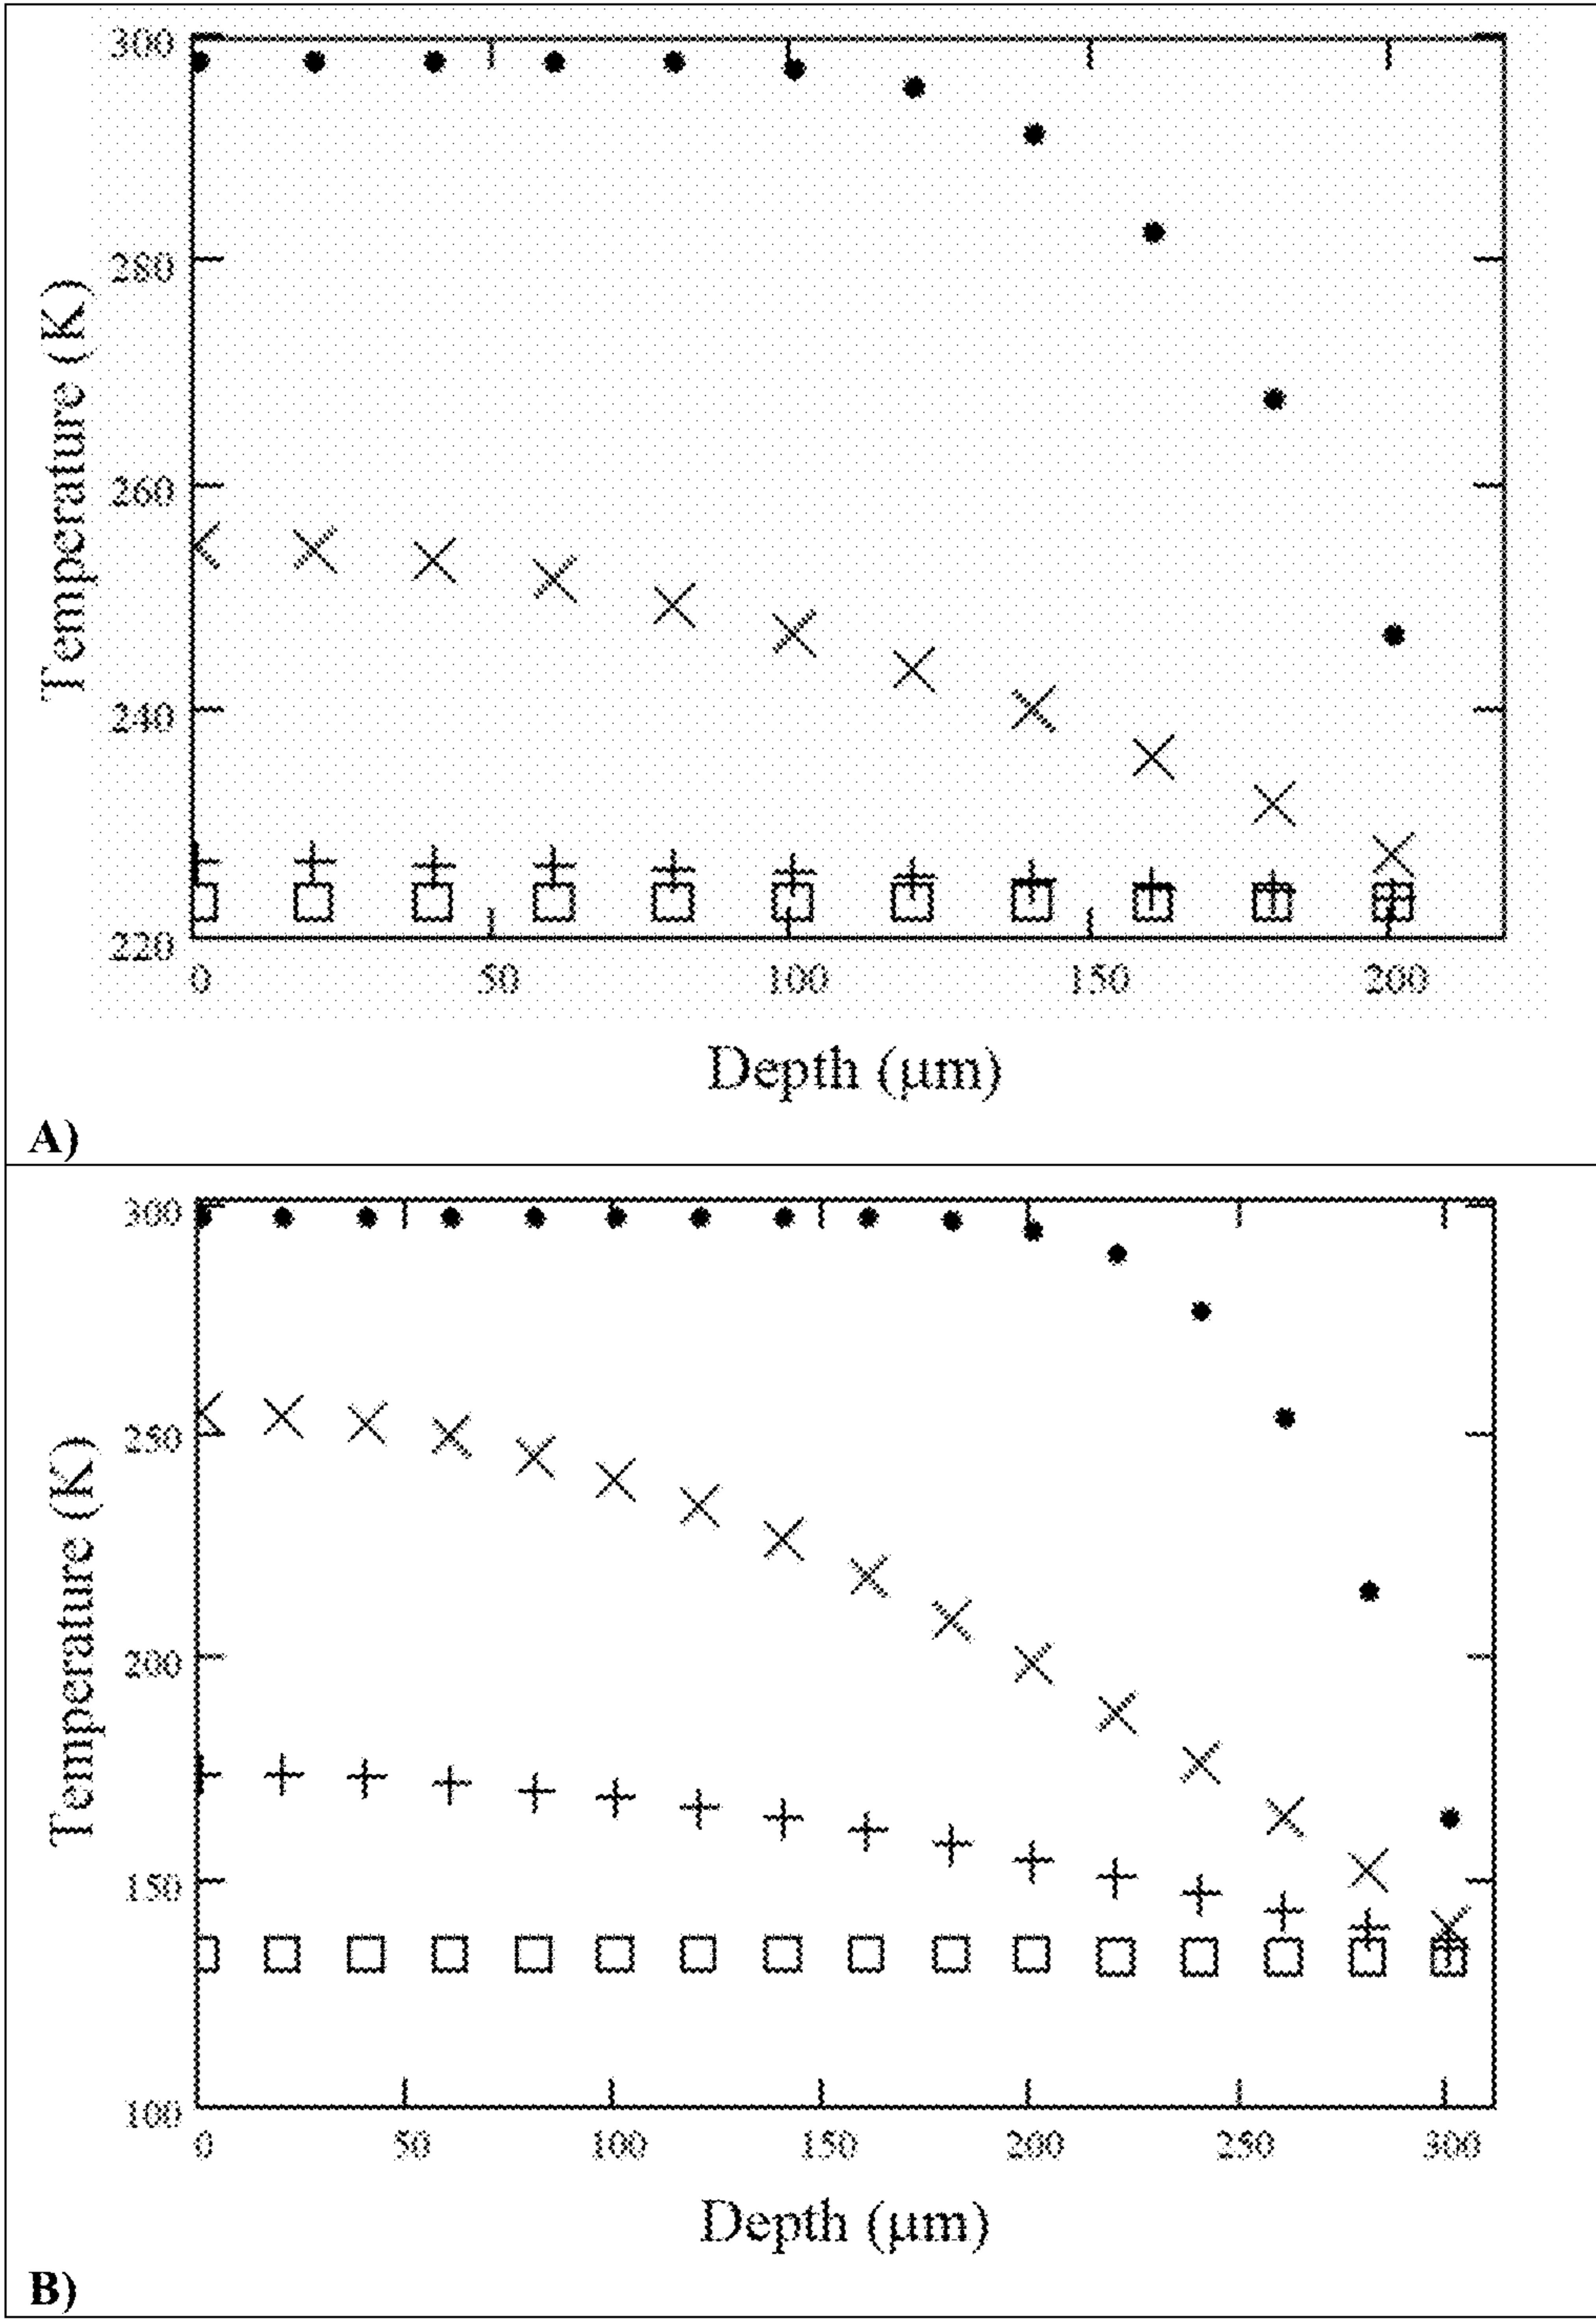 300
280
260
240
220
Temperature (K)
0 50 100 150 200
Depth (μm)
A)
300
250
200
150
100
Temperature (K)
0 50 100 150 200 250 300
Depth (μm)
B)